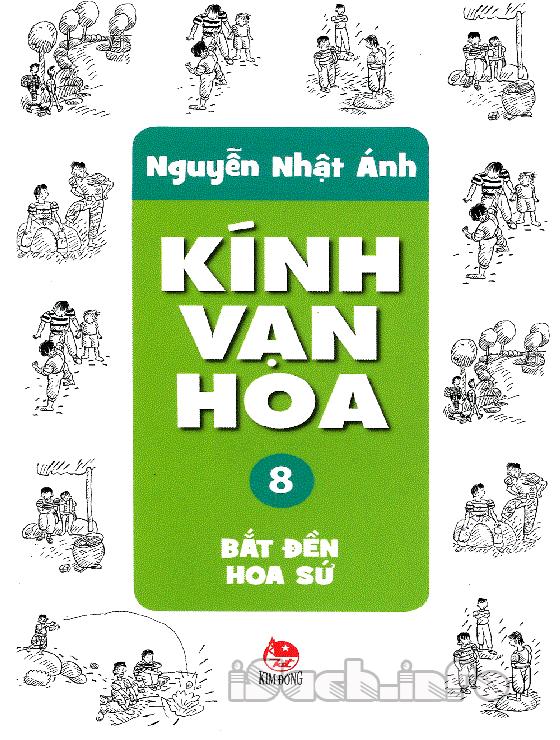 Nguyễn Nhật Ánh
KÍNH
VẠN
HOA
8
BẮT ĐỀN
HOA SỨ
KIM ĐỒNG
iSach.info